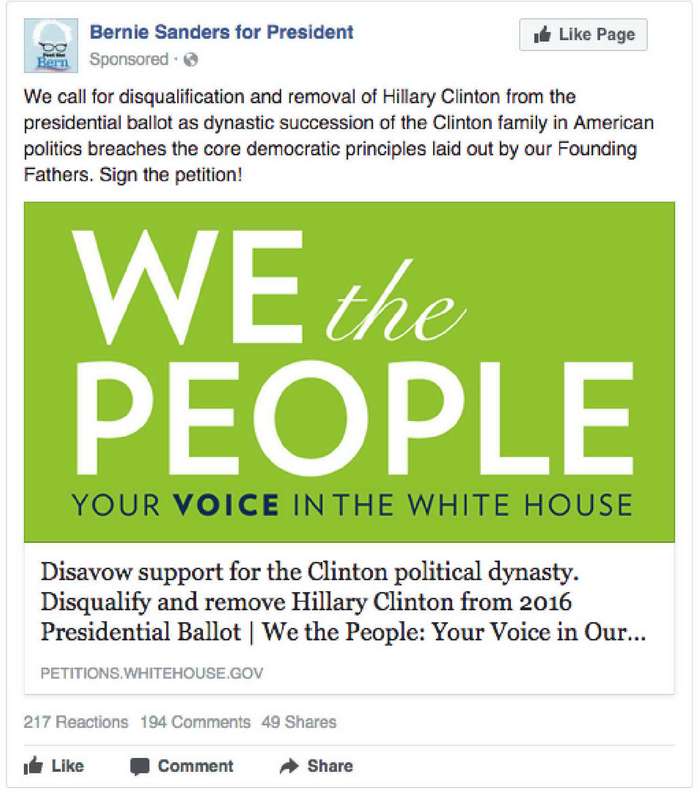 Feel the
Bern
Bernie Sanders for President
Sponsored ·
Like Page
We call for disqualification and removal of Hillary Clinton from the
presidential ballot as dynastic succession of the Clinton family in American
politics breaches the core democratic principles laid out by our Founding
Fathers. Sign the petition!
WE the
PEOPLE
YOUR VOICE IN THE WHITE HOUSE
Disavow support for the Clinton political dynasty.
Disqualify and remove Hillary Clinton from 2016
Presidential Ballot | We the People: Your Voice in Our...
PETITIONS.WHITEHOUSE.GOV
217 Reactions 194 Comments 49 Shares
Like Comment Share